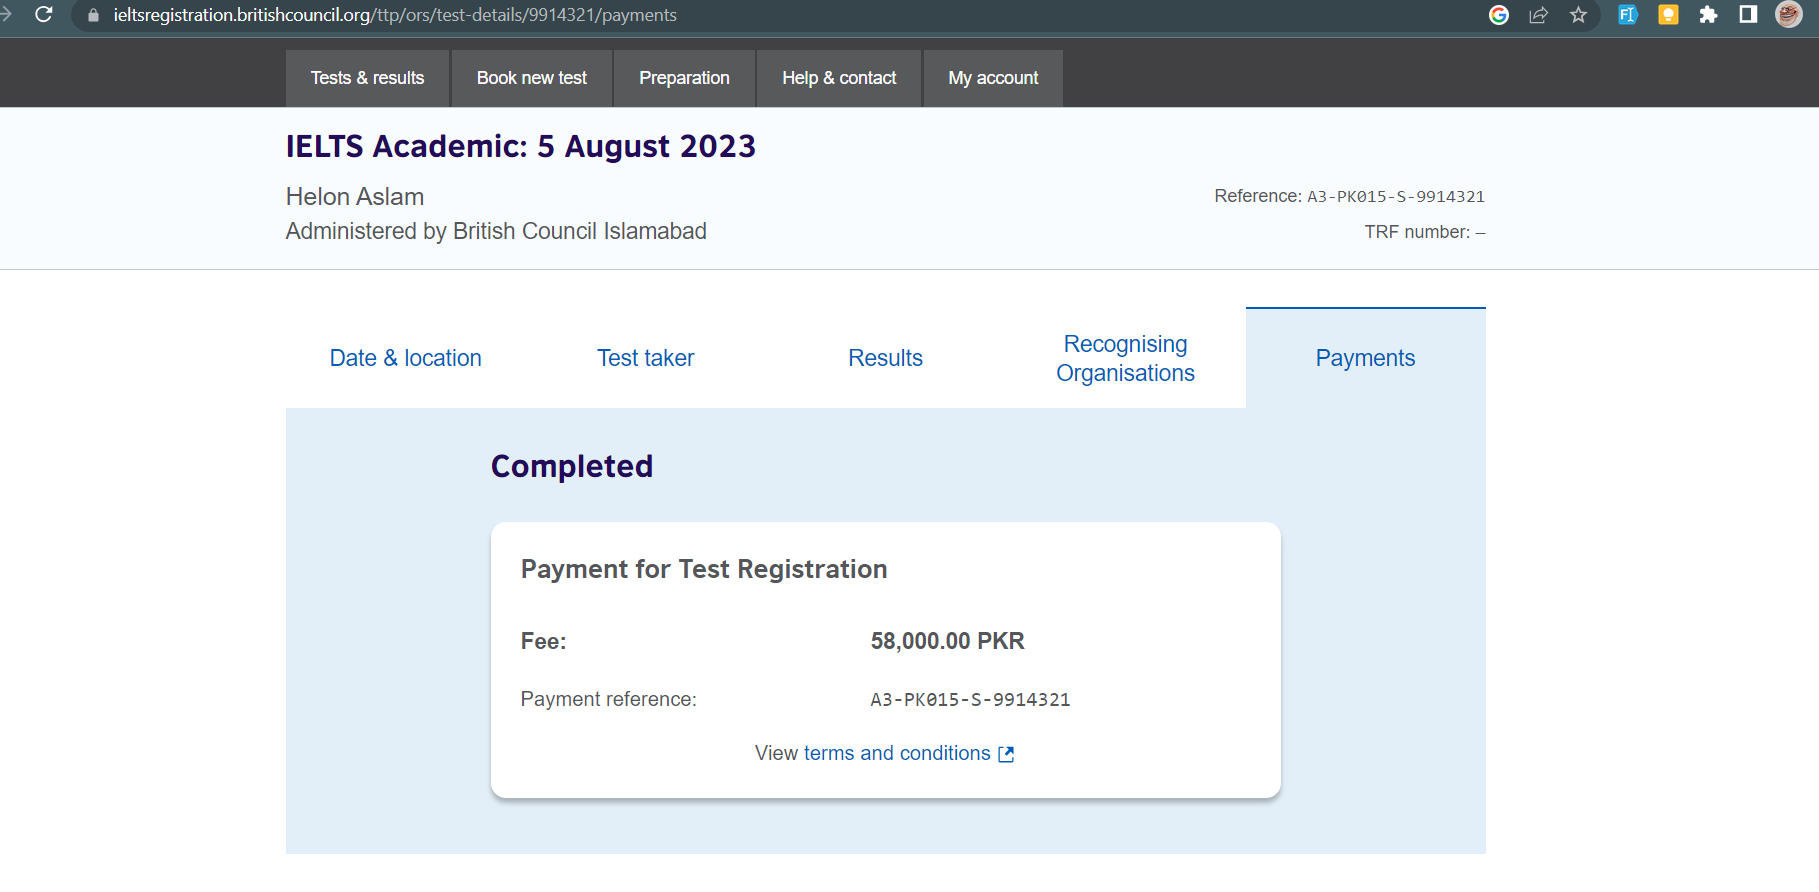 ieltsregistration.britishcouncil.org/ttp/ors/test-details/9914321/payments
Tests & results
Book new test
Preparation
Help & contact
My account
IELTS Academic: 5 August 2023
Helon Aslam
Reference: A3-PK015-S-9914321
Administered by British Council Islamabad
TRF number: –
Date & location
Test taker
Results
Recognising
Organisations
Payments
Completed
Payment for Test Registration
Fee: 58,000.00 PKR
Payment reference: A3-PK015-S-9914321
View terms and conditions